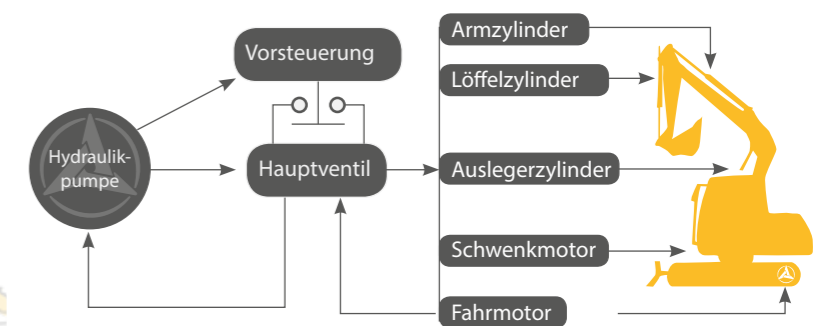 Armzylinder
Vorsteuerung
Löffelzylinder
Hydraulik-
pumpe
Hauptventil
Auslegerzylinder
Schwenkmotor
Fahrmotor